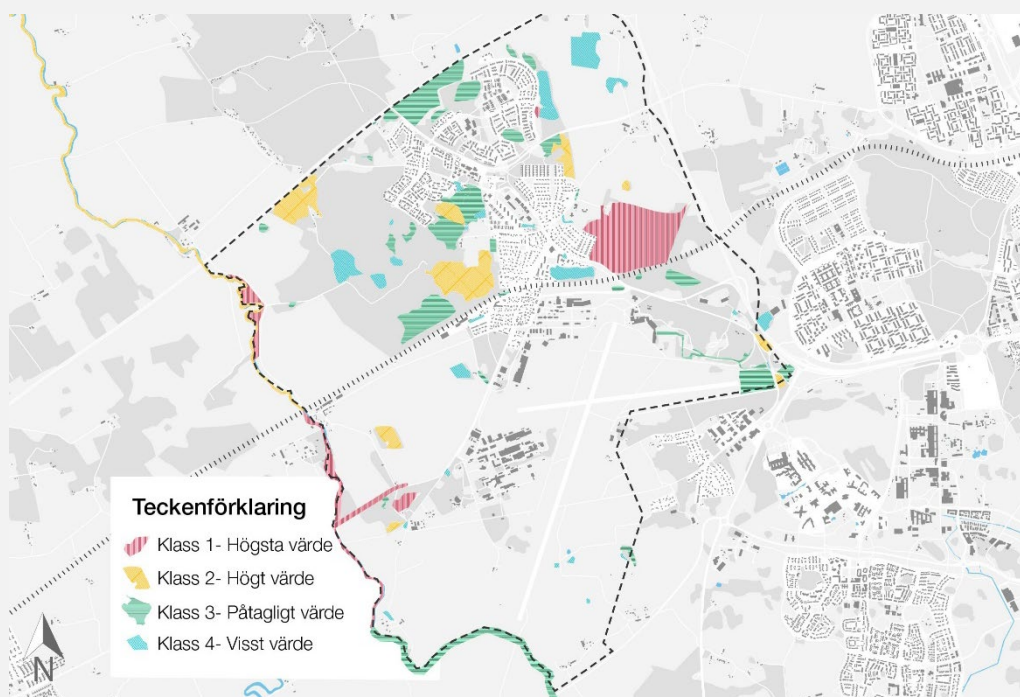 Teckenförklaring
Klass 1- Högsta värde
Klass 2- Högt värde
Klass 3- Påtagligt värde
Klass 4- Visst värde
N